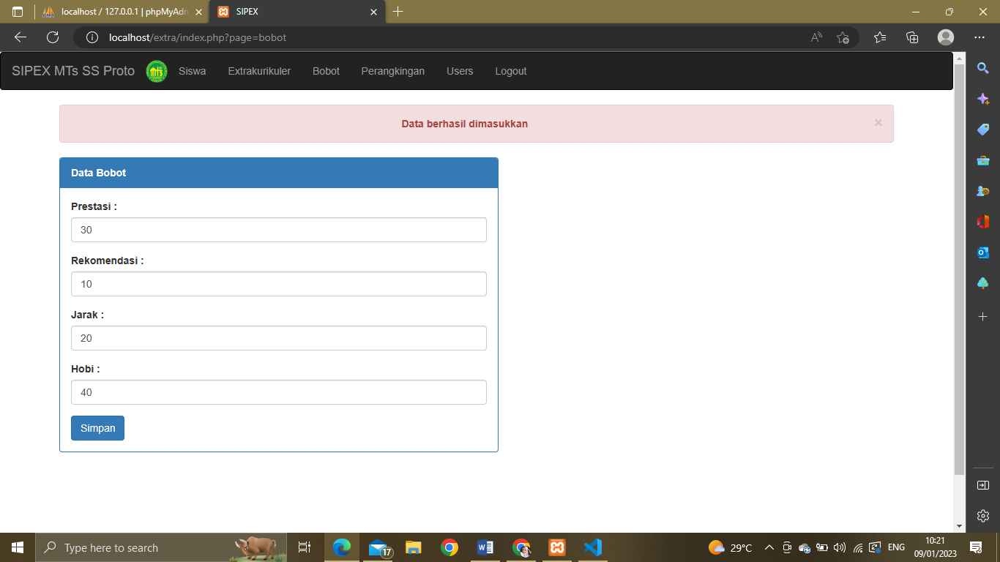 localhost / 127.0.0.1 | phpMyAdm
SIPEX
localhost/extra/index.php?page=bobot
SIPEX MTs SS Proto
mts
Siswa
Extrakurikuler
Bobot
Perangkingan
Users
Logout
Data berhasil dimasukkan
×
Data Bobot
Prestasi :
30
Rekomendasi :
10
Jarak :
20
Hobi :
40
Simpan
Type here to search
17
29°C
ENG
10:21
09/01/2023